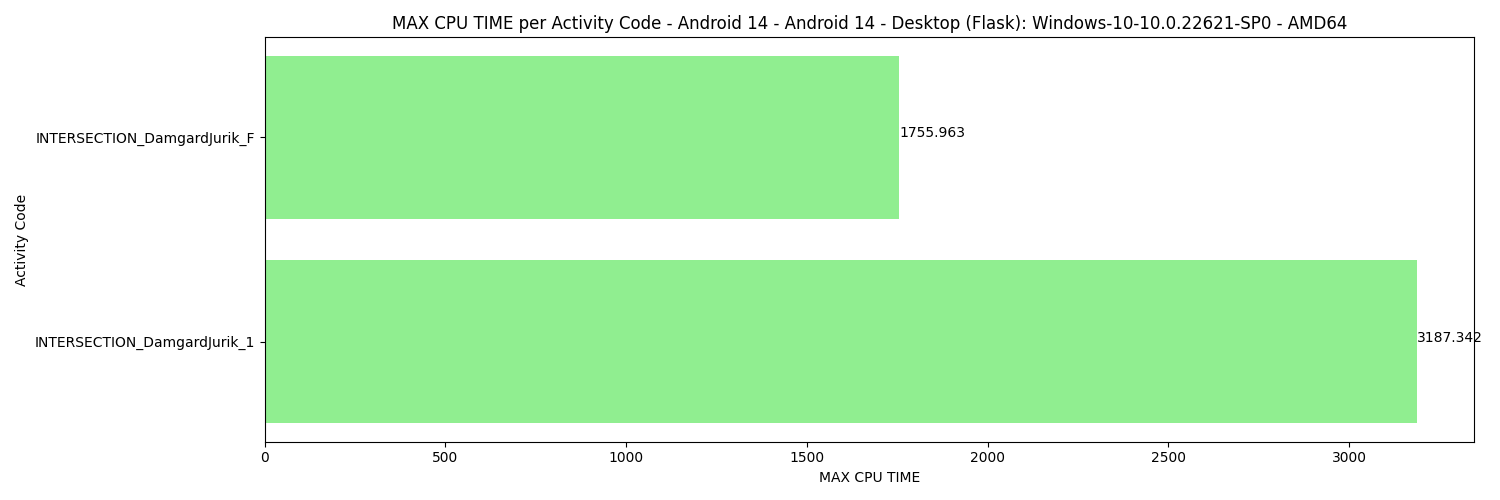 MAX CPU TIME per Activity Code - Android 14 - Android 14 - Desktop (Flask): Windows-10-10.0.22621-SP0 - AMD64
Activity Code
INTERSECTION_DamgardJurik_F
1755.963
INTERSECTION_DamgardJurik_1
3187.342
0 500 1000 1500 2000 2500 3000
MAX CPU TIME